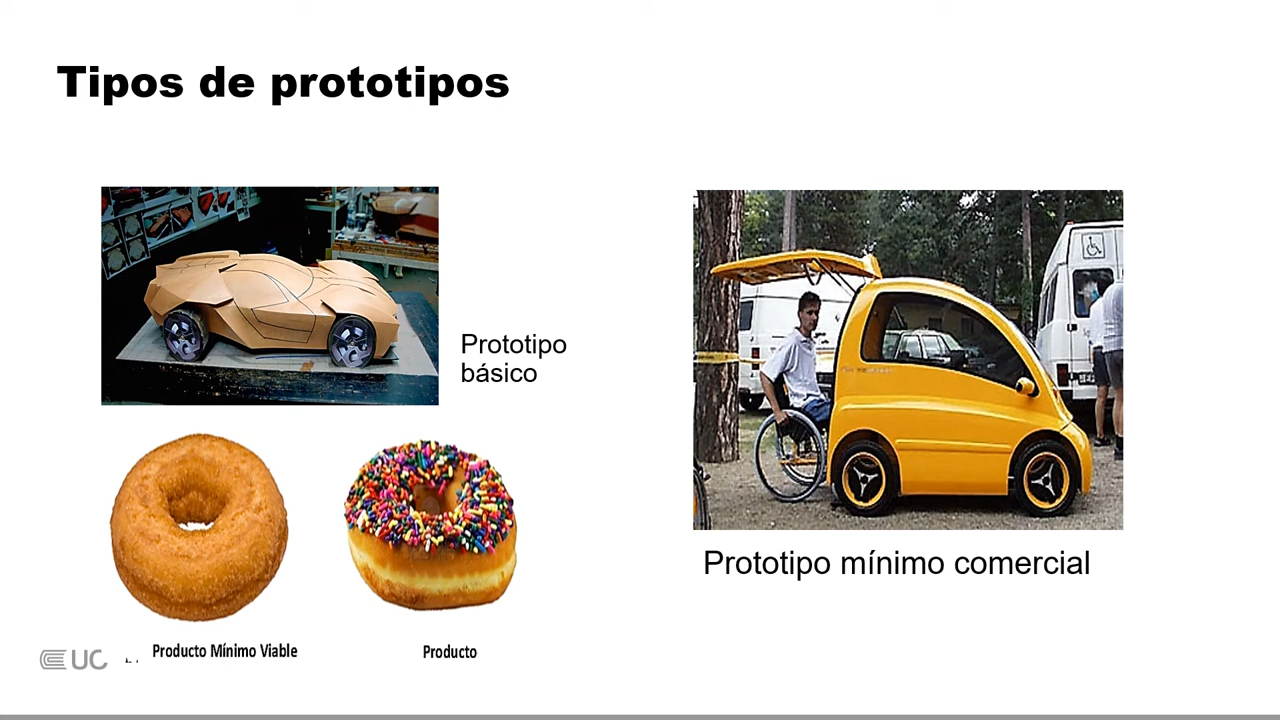 Tipos de prototipos
Prototipo
básico
Prototipo mínimo comercial
Producto Mínimo Viable
Producto
UC